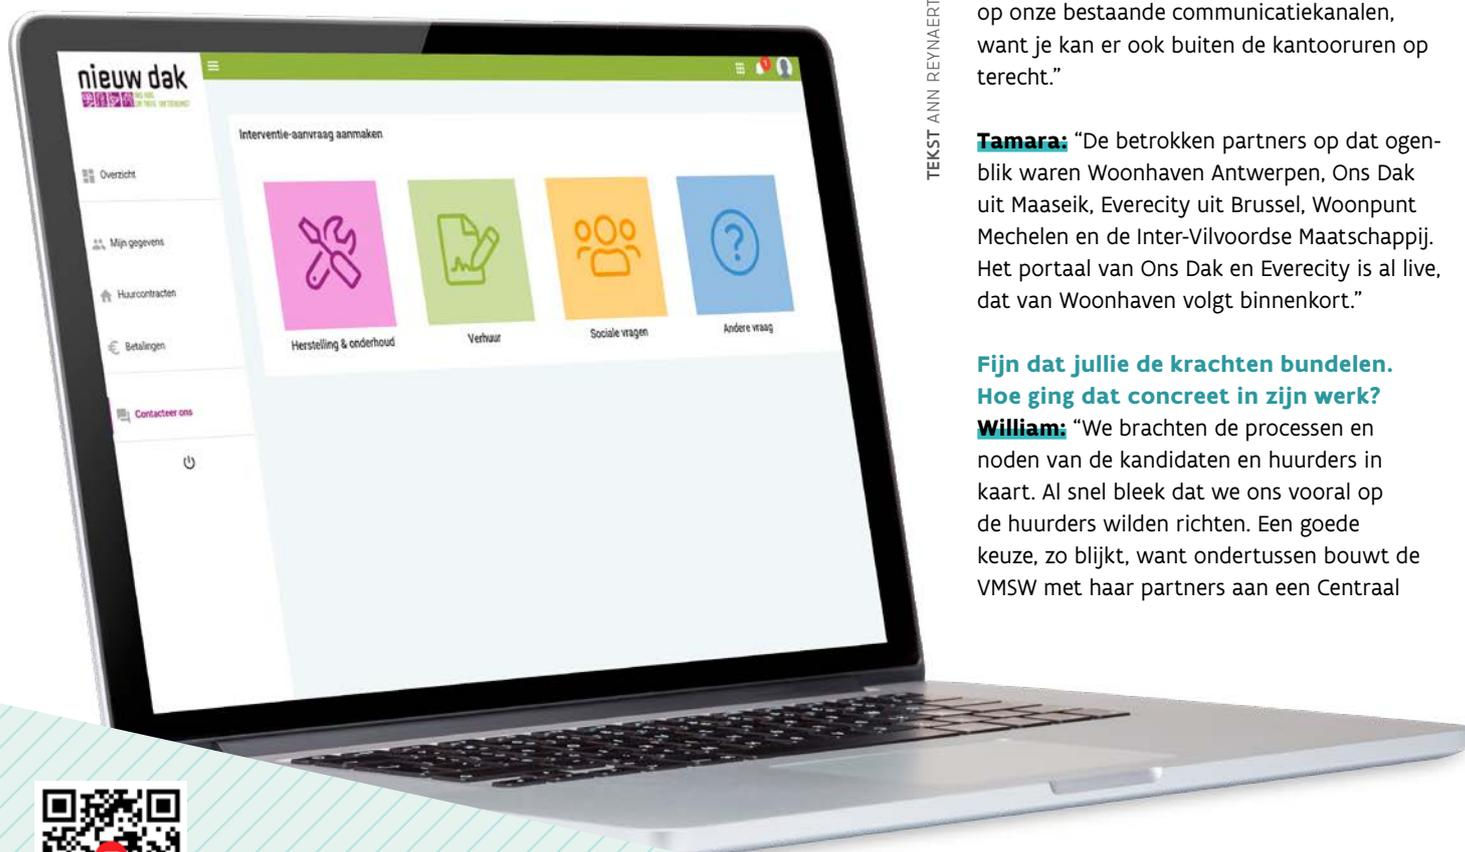 nieuw dak
Interventie-aanvraag aanmaken
Overzicht
Mijn gegevens
Huurcontracten
Betalingen
Contacteer ons
Herstelling & onderhoud
Verhuur
Sociale vragen
Andere vraag
TEKST ANN REYNAERT
op onze bestaande communicatiekanalen,
want je kan er ook buiten de kantooruren op
terecht.”
Tamara: “De betrokken partners op dat ogen-
blik waren Woonhaven Antwerpen, Ons Dak
uit Maaseik, Everecity uit Brussel, Woonpunt
Mechelen en de Inter-Vilvoordse Maatschappij.
Het portaal van Ons Dak en Everecity is al live,
dat van Woonhaven volgt binnenkort.”
Fijn dat jullie de krachten bundelen.
Hoe ging dat concreet in zijn werk?
William: “We brachten de processen en
noden van de kandidaten en huurders in
kaart. Al snel bleek dat we ons vooral op
de huurders wilden richten. Een goede
keuze, zo blijkt, want ondertussen bouwt de
VMSW met haar partners aan een Centraal